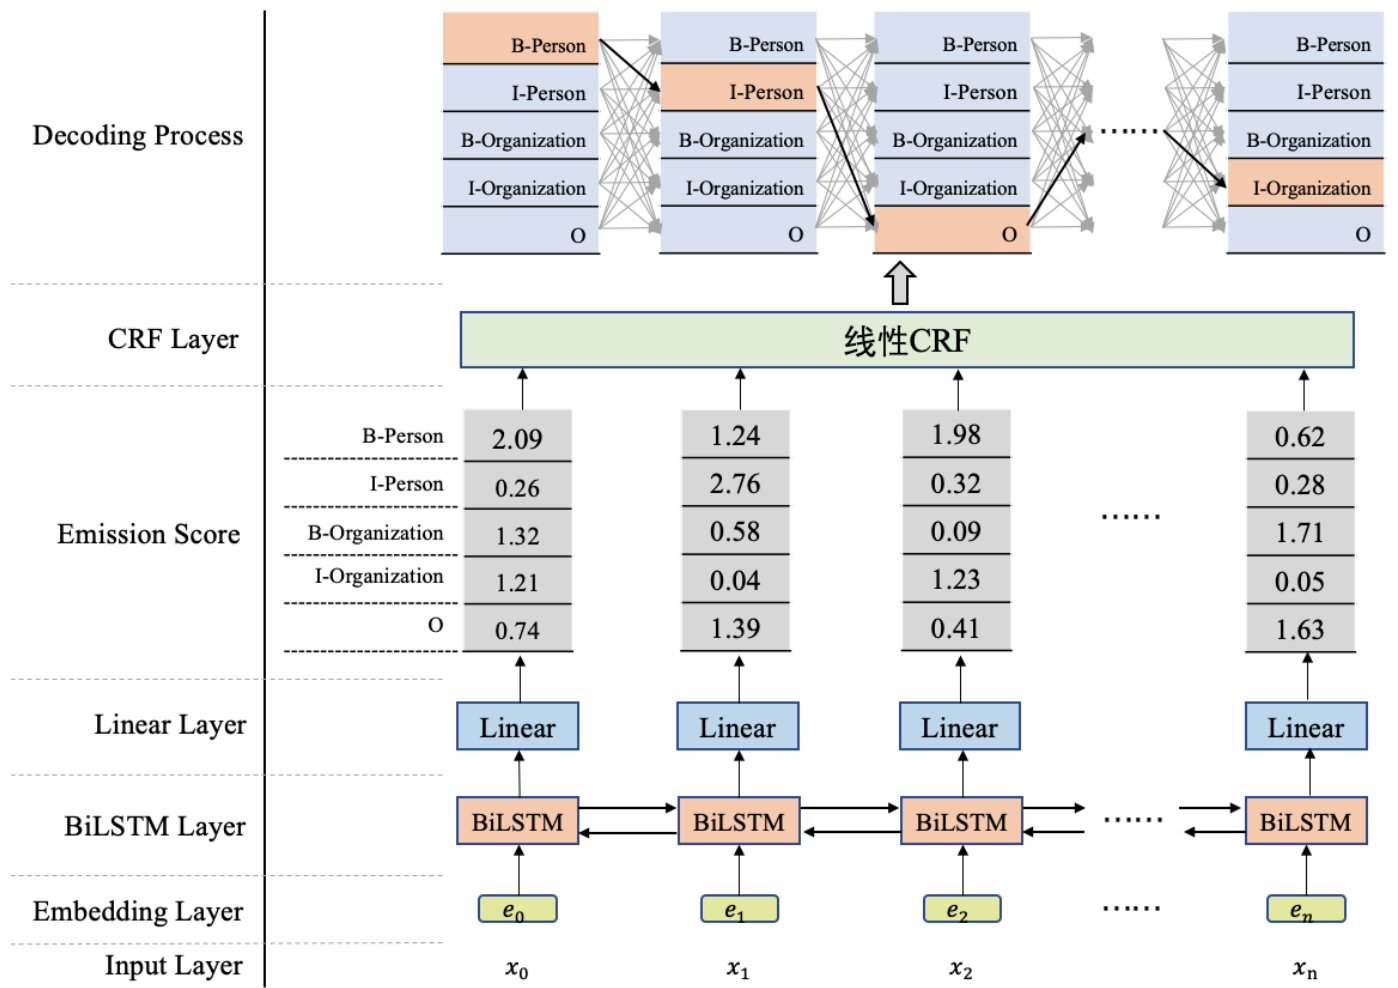 Decoding Process
B-Person B-Person B-Person B-Person
I-Person I-Person I-Person I-Person
B-Organization B-Organization B-Organization ...... B-Organization
I-Organization I-Organization I-Organization I-Organization
O O O O
CRF Layer 线性CRF
Emission Score
B-Person 2.09 1.24 1.98 0.62
I-Person 0.26 2.76 0.32 0.28
......
B-Organization 1.32 0.58 0.09 1.71
I-Organization 1.21 0.04 1.23 0.05
O 0.74 1.39 0.41 1.63
Linear Layer Linear Linear Linear Linear
BiLSTM Layer BiLSTM BiLSTM BiLSTM ...... BiLSTM
Embedding Layer e₀ e₁ e₂ ...... eₙ
Input Layer x₀ x₁ x₂ xₙ